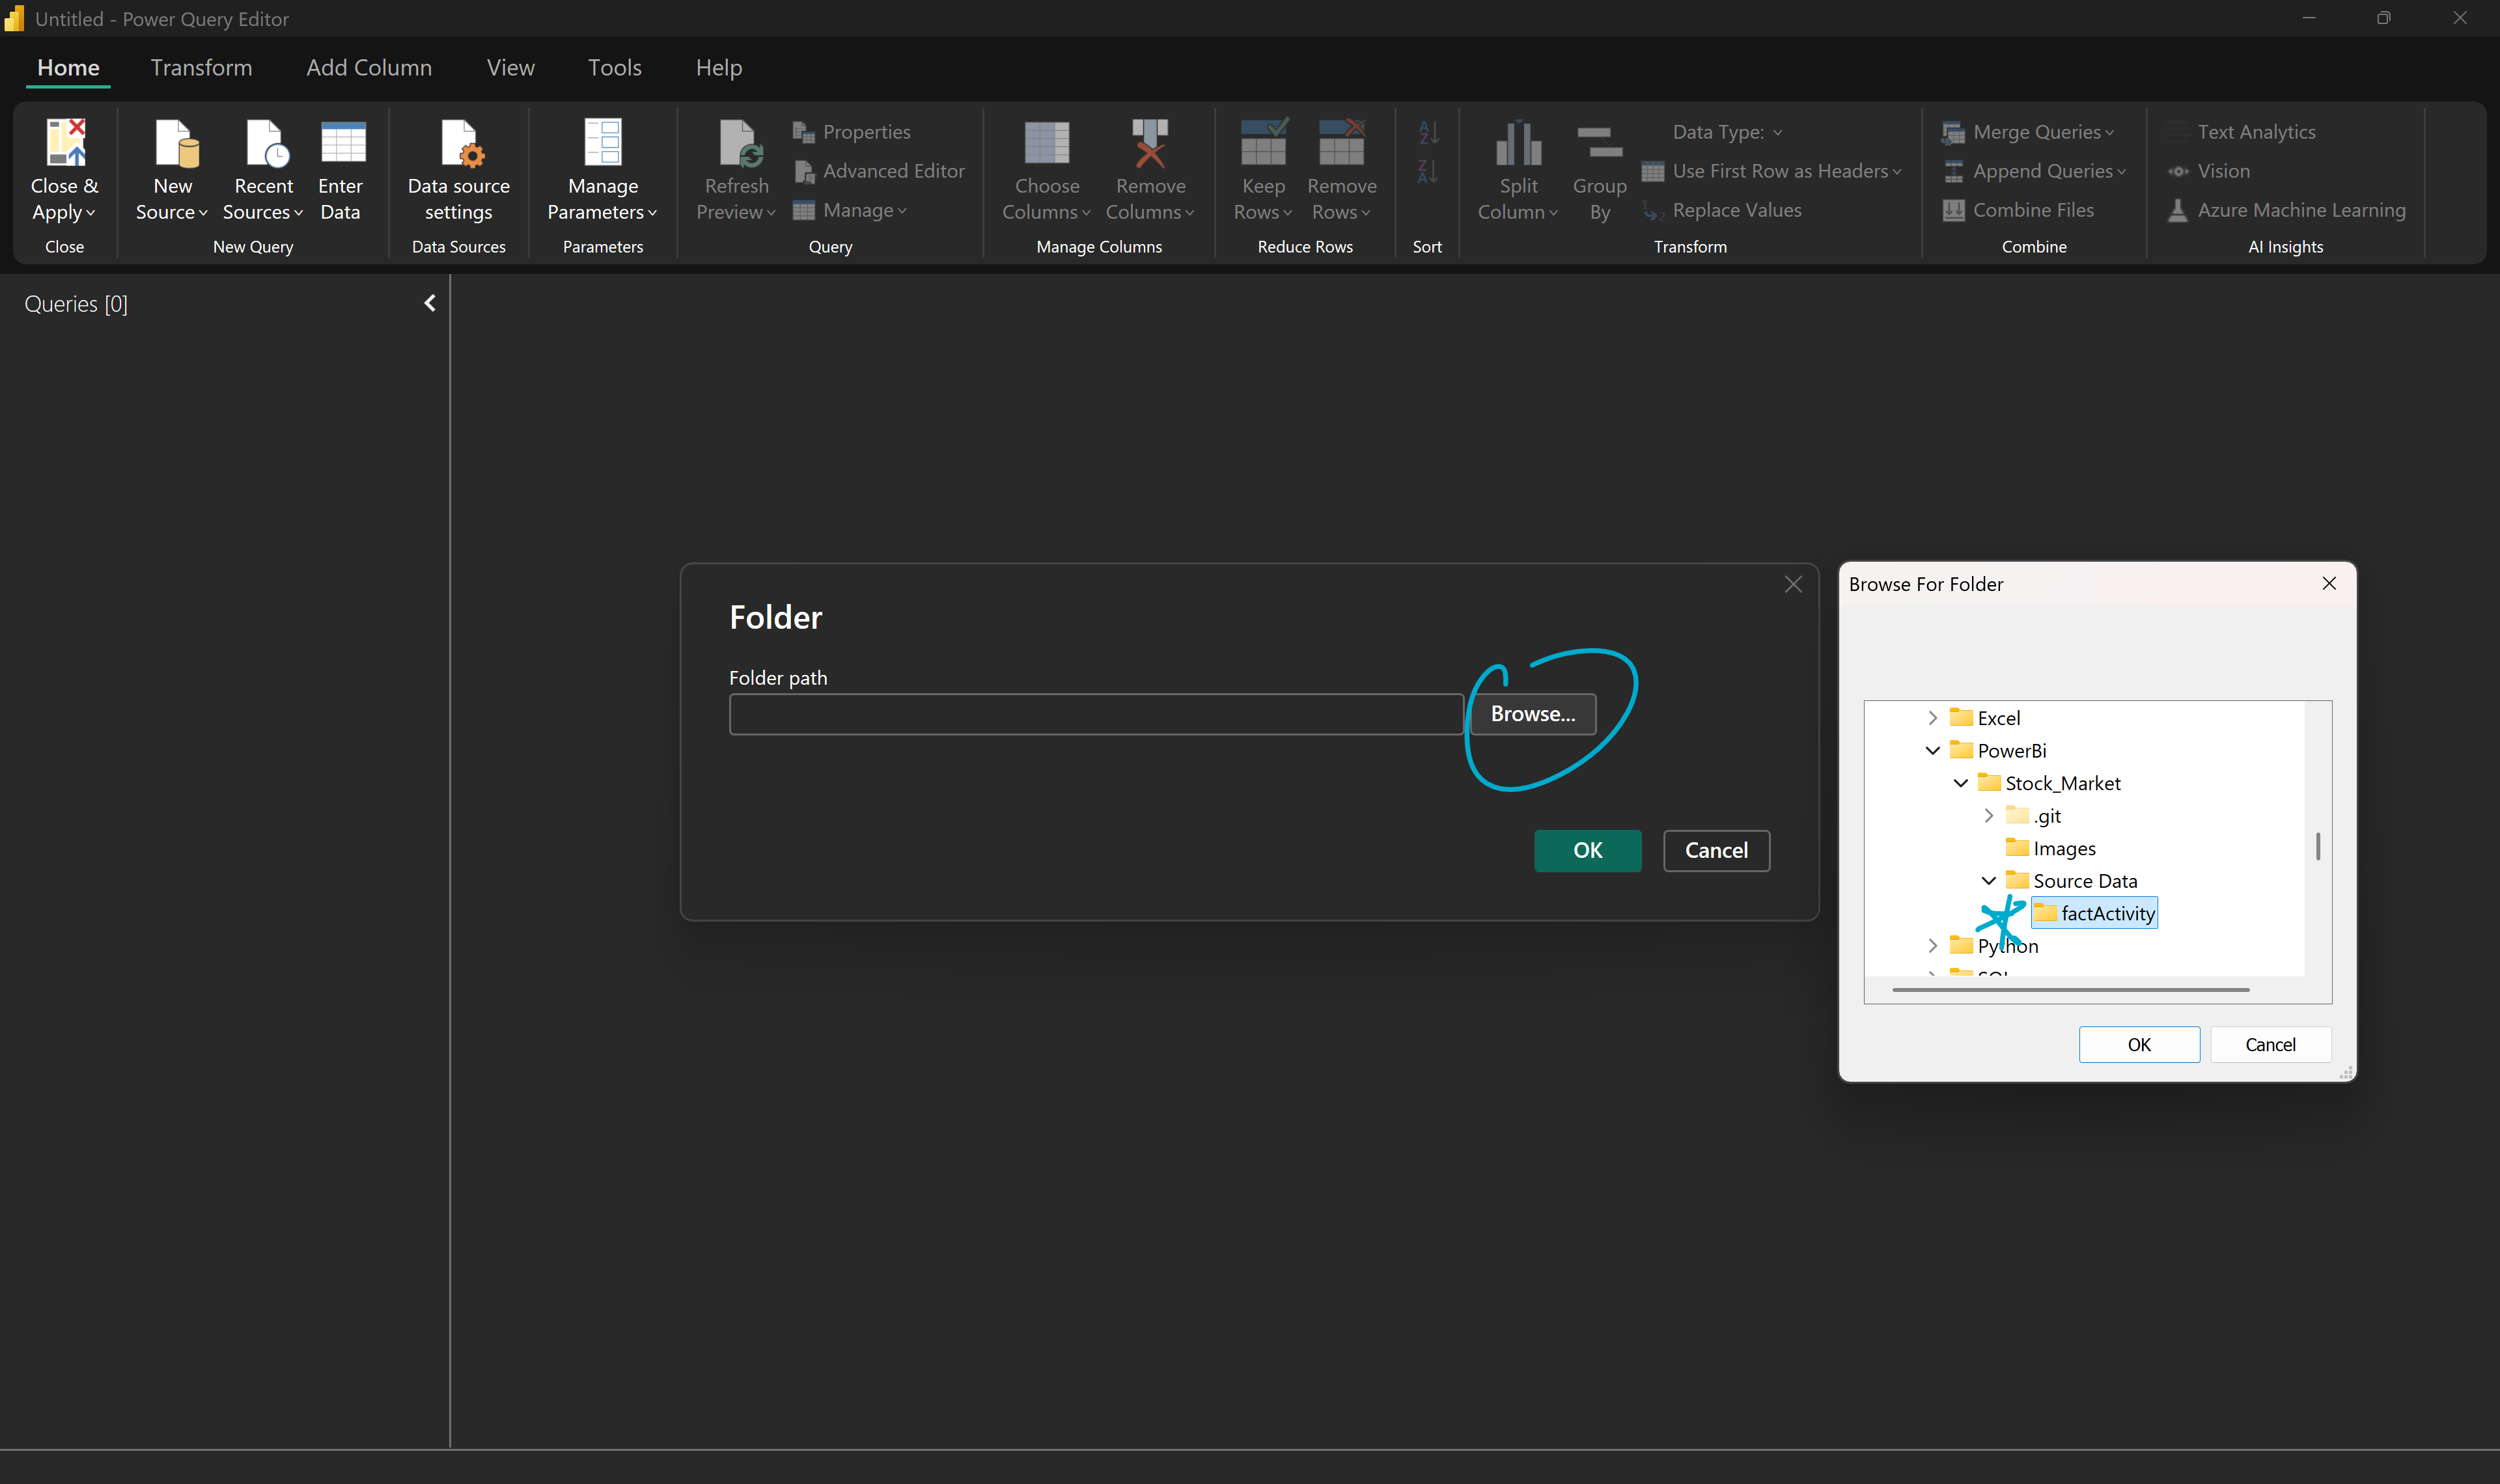 Untitled - Power Query Editor
Home Transform Add Column View Tools Help
Close & Apply
Close
New Source
Recent Sources
Enter Data
New Query
Data source settings
Data Sources
Manage Parameters
Parameters
Refresh Preview
Properties
Advanced Editor
Manage
Query
Choose Columns
Remove Columns
Manage Columns
Keep Rows
Remove Rows
Reduce Rows
Sort
Split Column
Group By
Data Type:
Use First Row as Headers
Replace Values
Transform
Merge Queries
Append Queries
Combine Files
Combine
Text Analytics
Vision
Azure Machine Learning
AI Insights
Queries [0]
Folder
Folder path
Browse...
OK Cancel
Browse For Folder
Excel
PowerBi
Stock_Market
.git
Images
Source Data
factActivity
Python
OK Cancel